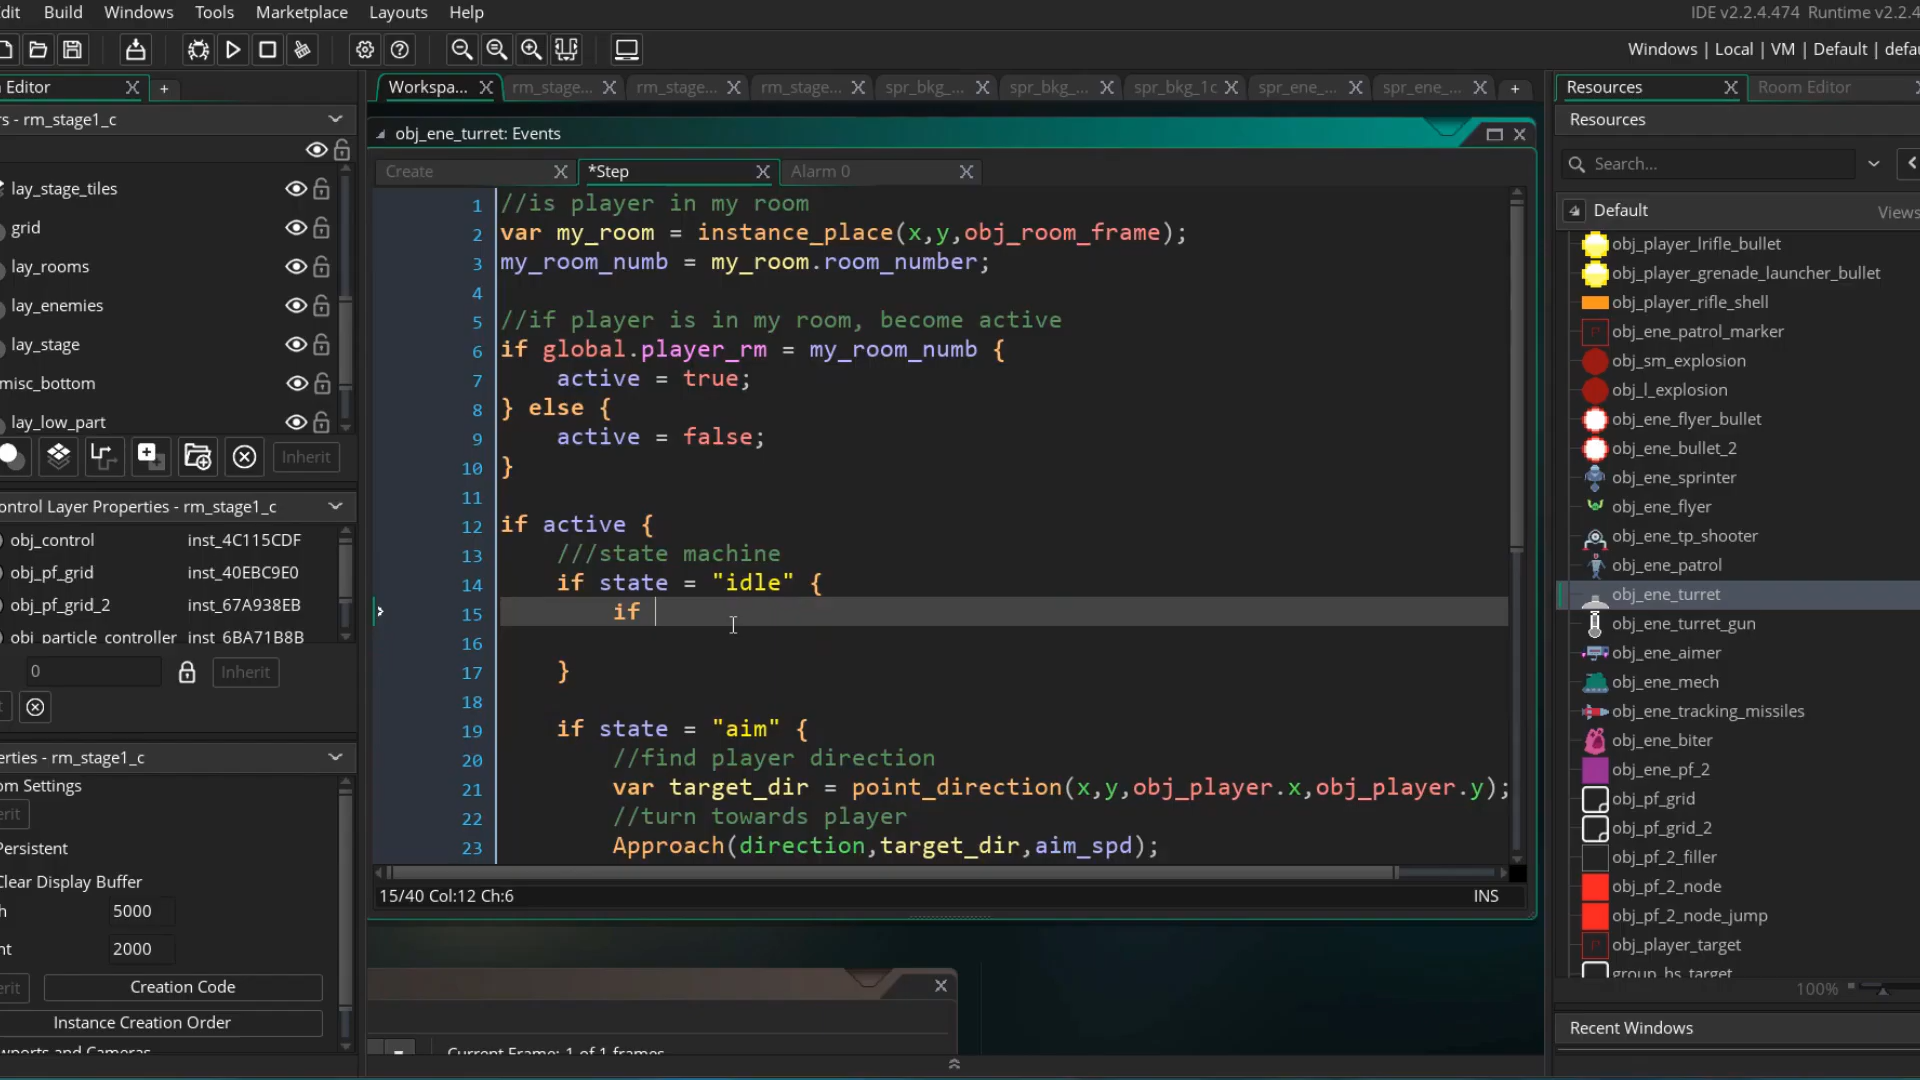 dit Build Windows Tools Marketplace Layouts Help
IDE v2.2.4.474 Runtime v2.2.4
Windows | Local | VM | Default | defau
Editor
+
rs - rm_stage1_c
lay_stage_tiles
grid
lay_rooms
lay_enemies
lay_stage
misc_bottom
lay_low_part
Inherit
ontrol Layer Properties - rm_stage1_c
obj_control inst_4C115CDF
obj_pf_grid inst_40EBC9E0
obj_pf_grid_2 inst_67A938EB
obj_particle_controller inst_6BA71B8B
0 Inherit
erties - rm_stage1_c
om Settings
erit
Persistent
Clear Display Buffer
h 5000
nt 2000
erit Creation Code
Instance Creation Order
wports and Cameras
Workspa... X rm_stage... X rm_stage... X rm_stage... X spr_bkg_... X spr_bkg_... X spr_bkg_1c X spr_ene_... X spr_ene_... X +
obj_ene_turret: Events
Create X *Step X Alarm 0 X
1 //is player in my room
2 var my_room = instance_place(x,y,obj_room_frame);
3 my_room_numb = my_room.room_number;
4
5 //if player is in my room, become active
6 if global.player_rm = my_room_numb {
7 active = true;
8 } else {
9 active = false;
10 }
11
12 if active {
13 ///state machine
14 if state = "idle" {
15 if
16
17 }
18
19 if state = "aim" {
20 //find player direction
21 var target_dir = point_direction(x,y,obj_player.x,obj_player.y);
22 //turn towards player
23 Approach(direction,target_dir,aim_spd);
15/40 Col:12 Ch:6 INS
Current Frame: 1 of 1 frames
Resources X Room Editor
Resources
Search...
Default Views
obj_player_lrifle_bullet
obj_player_grenade_launcher_bullet
obj_player_rifle_shell
obj_ene_patrol_marker
obj_sm_explosion
obj_l_explosion
obj_ene_flyer_bullet
obj_ene_bullet_2
obj_ene_sprinter
obj_ene_flyer
obj_ene_tp_shooter
obj_ene_patrol
obj_ene_turret
obj_ene_turret_gun
obj_ene_aimer
obj_ene_mech
obj_ene_tracking_missiles
obj_ene_biter
obj_ene_pf_2
obj_pf_grid
obj_pf_grid_2
obj_pf_2_filler
obj_pf_2_node
obj_pf_2_node_jump
obj_player_target
group_hs_target
100%
Recent Windows